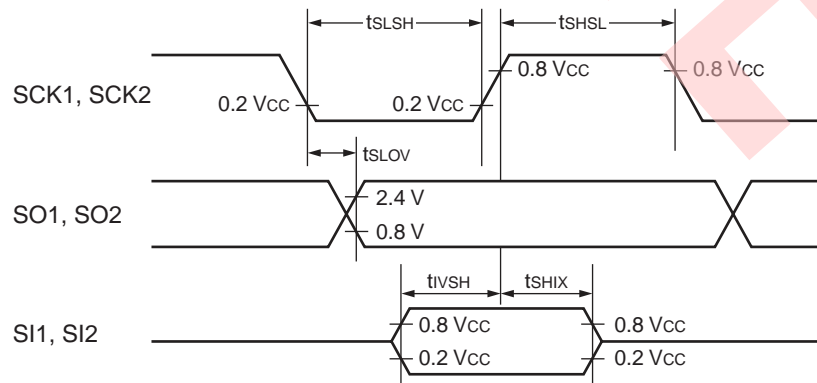 tSLSH tSHSL
SCK1, SCK2
0.8 VCC 0.8 VCC
0.2 VCC 0.2 VCC
tSLOV
SO1, SO2
2.4 V
0.8 V
tIVSH tSHIX
SI1, SI2
0.8 VCC 0.8 VCC
0.2 VCC 0.2 VCC